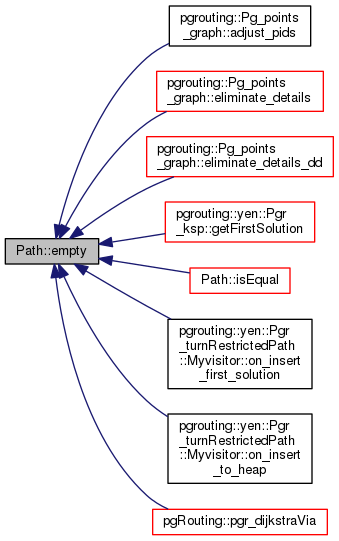 pgrouting::Pg_points
_graph::adjust_pids
pgrouting::Pg_points
_graph::eliminate_details
pgrouting::Pg_points
_graph::eliminate_details_dd
pgrouting::yen::Pgr
_ksp::getFirstSolution
Path::empty
Path::isEqual
pgrouting::yen::Pgr
_turnRestrictedPath
::Myvisitor::on_insert
_first_solution
pgrouting::yen::Pgr
_turnRestrictedPath
::Myvisitor::on_insert
_to_heap
pgRouting::pgr_dijkstraVia